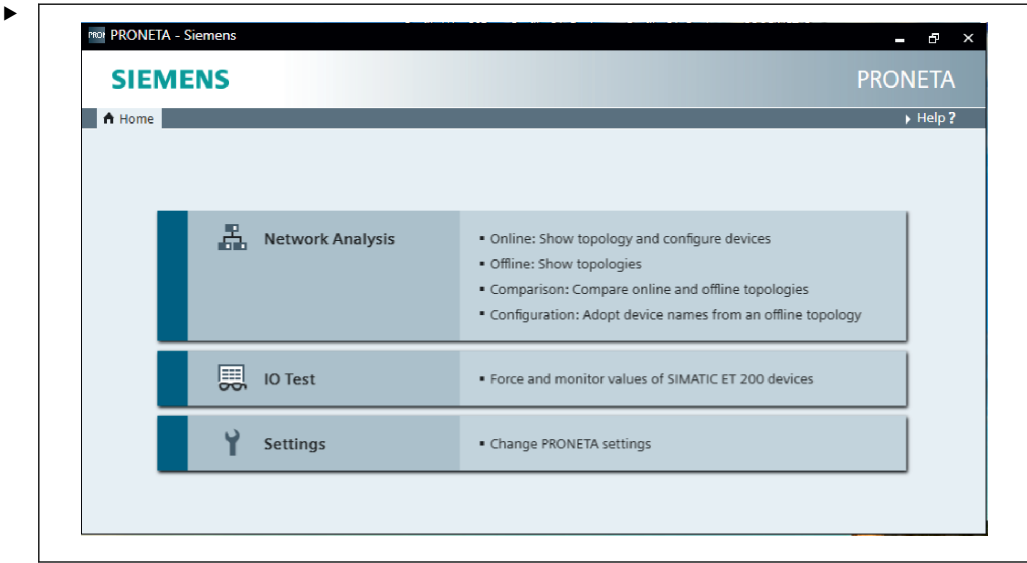 PRONETA - Siemens
SIEMENS
PRONETA
Home
Help ?
Network Analysis
▪ Online: Show topology and configure devices
▪ Offline: Show topologies
▪ Comparison: Compare online and offline topologies
▪ Configuration: Adopt device names from an offline topology
IO Test
▪ Force and monitor values of SIMATIC ET 200 devices
Settings
▪ Change PRONETA settings